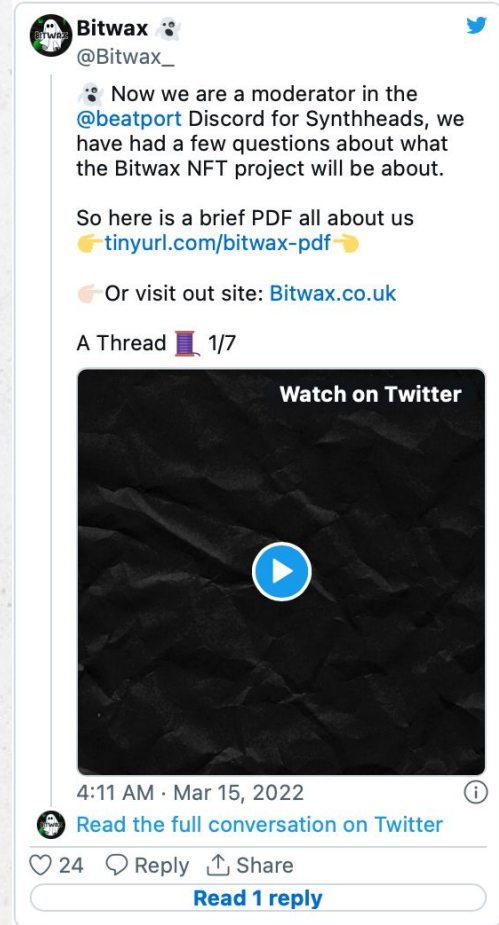 Bitwax 👻
@Bitwax_
👻 Now we are a moderator in the
@beatport Discord for Synthheads, we
have had a few questions about what
the Bitwax NFT project will be about.
So here is a brief PDF all about us
👉tinyurl.com/bitwax-pdf👈
👉🏻Or visit out site: Bitwax.co.uk
A Thread 🧵 1/7
Watch on Twitter
4:11 AM · Mar 15, 2022
Read the full conversation on Twitter
24 Reply Share
Read 1 reply